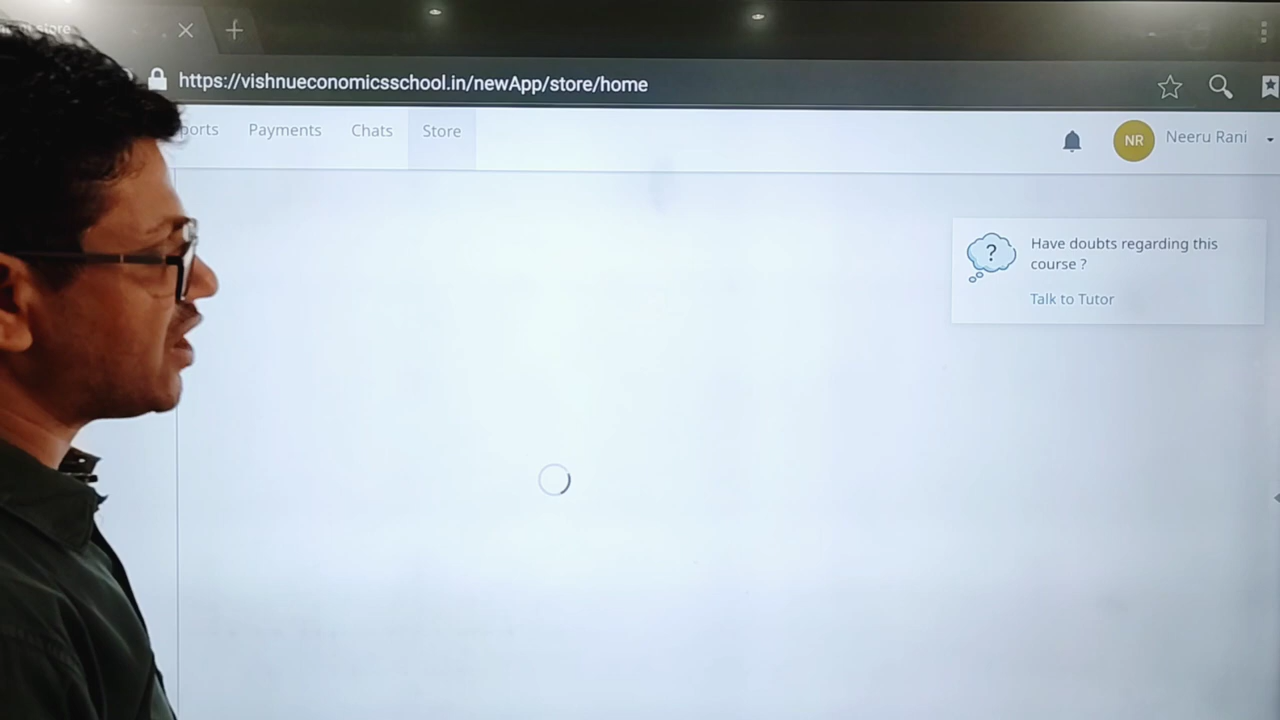 store
https://vishnueconomicsschool.in/newApp/store/home
ports Payments Chats Store
NR Neeru Rani
? Have doubts regarding this
course ?
Talk to Tutor